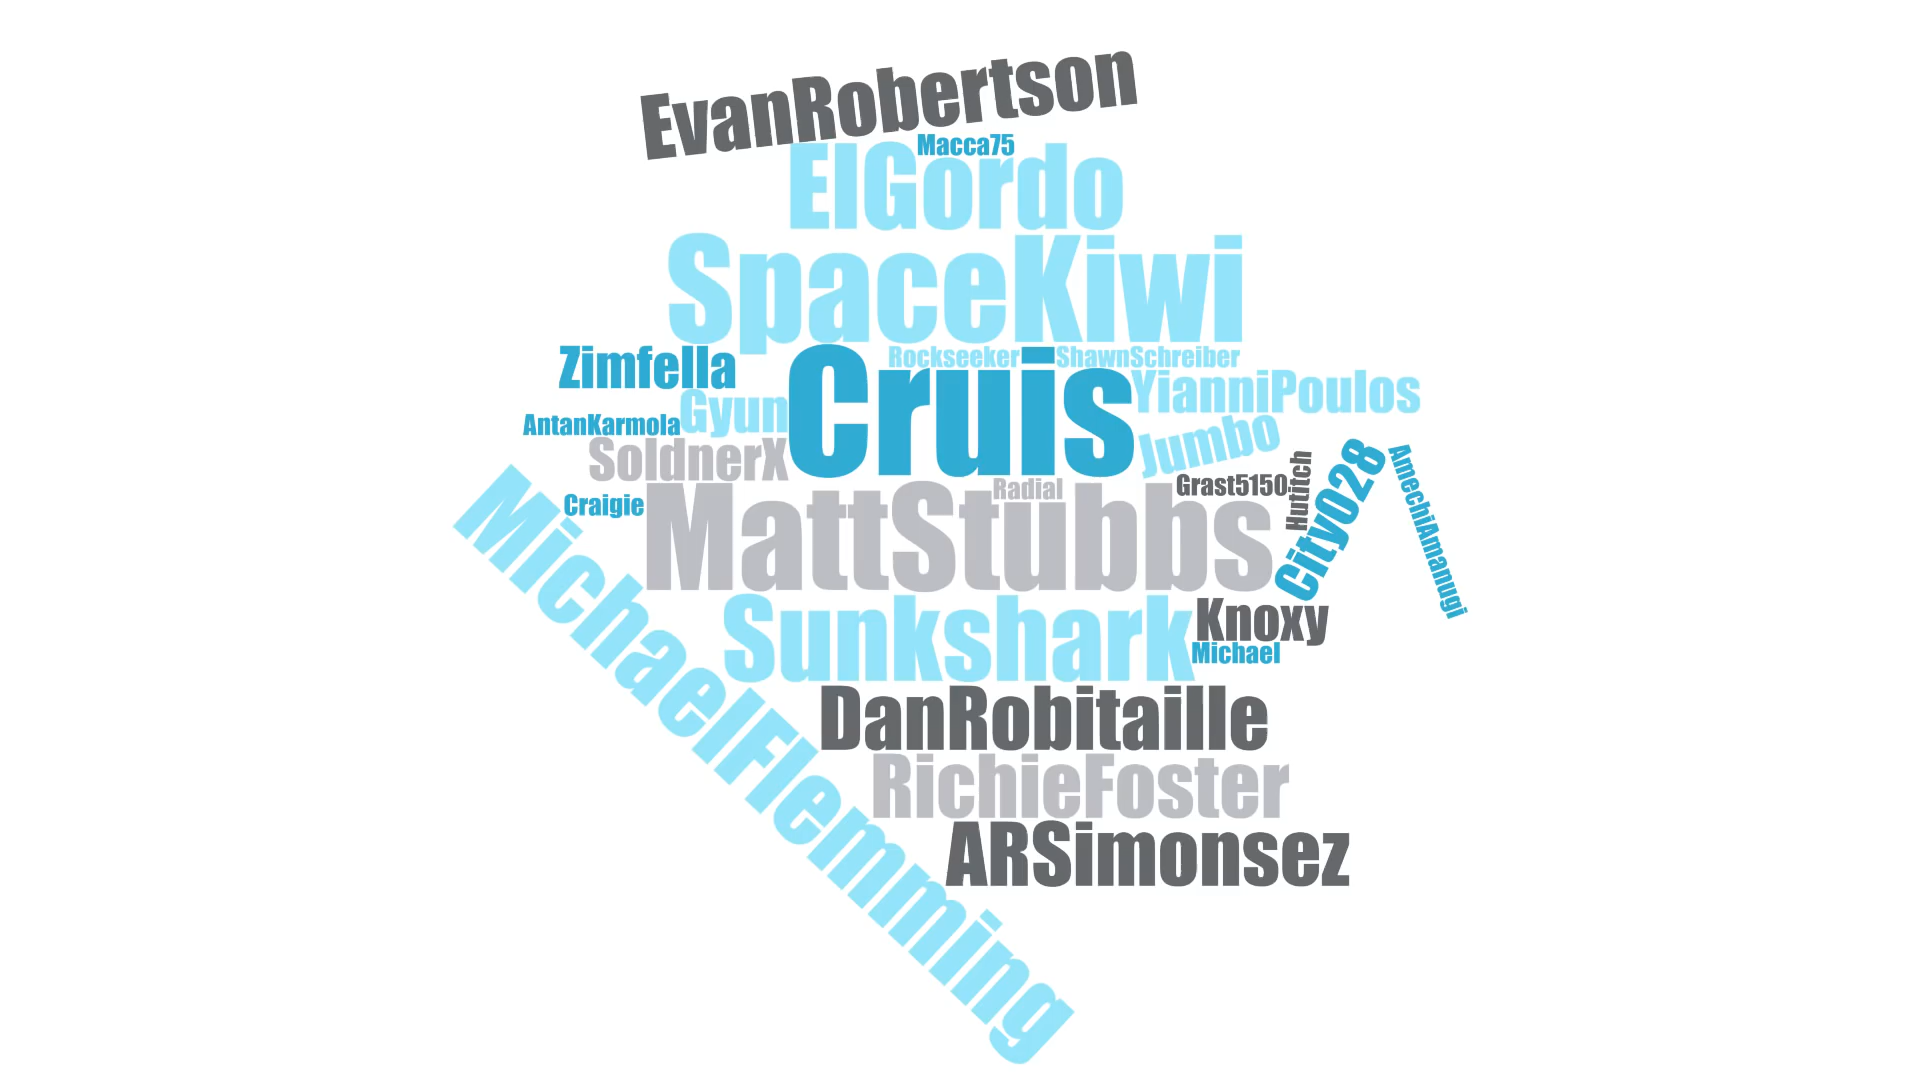 EvanRobertson
Macca75
ElGordo
SpaceKiwi
Zimfella
Rockseeker
ShawnSchreiber
Cruis
YianniPoulos
Gyun
AntanKarmola
Jumbo
SoldnerX
Radial
Grast5150
Hutitch
City028
AmechiAmanugi
Craigie
MattStubbs
MichaelFlemming
Sunkshark
Knoxy
Michael
DanRobitaille
RichieFoster
ARSimonsez